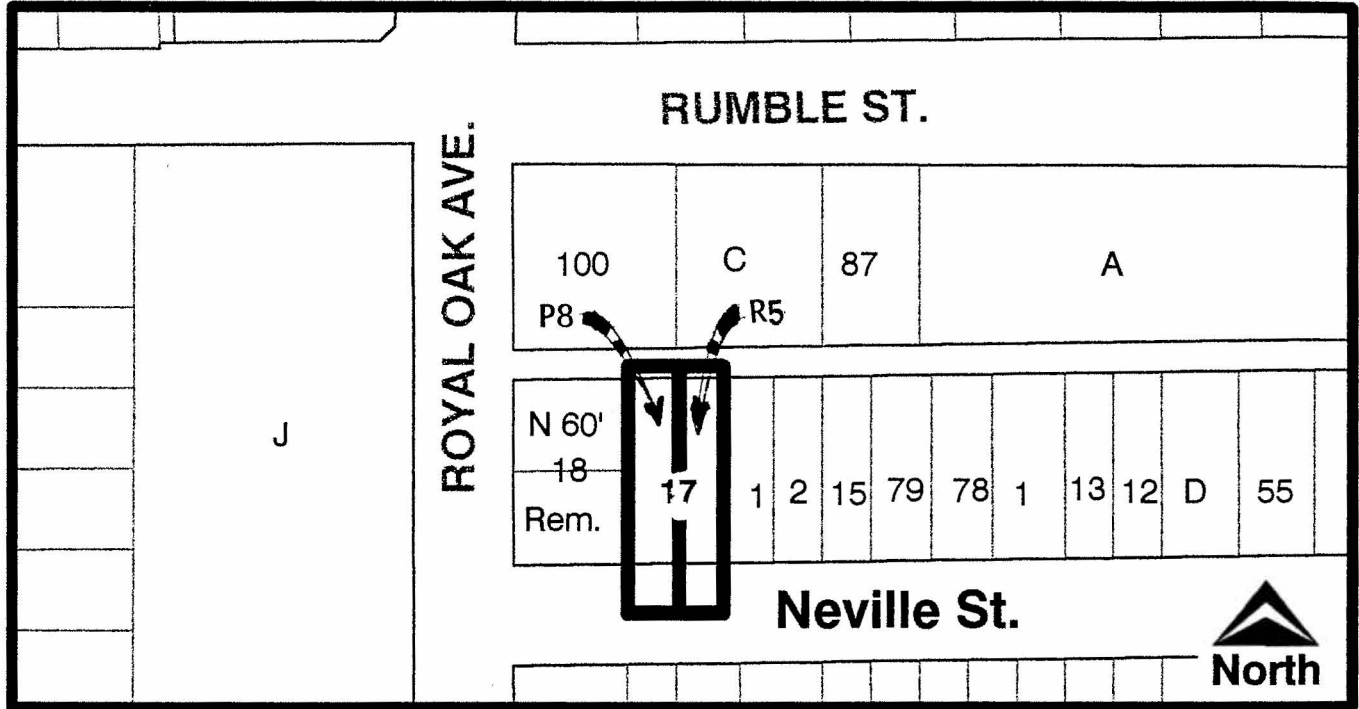 RUMBLE ST.
ROYAL OAK AVE.
100 C 87 A
P8 R5
J
N 60'
18
Rem.
17 1 2 15 79 78 1 13 12 D 55
Neville St.
North